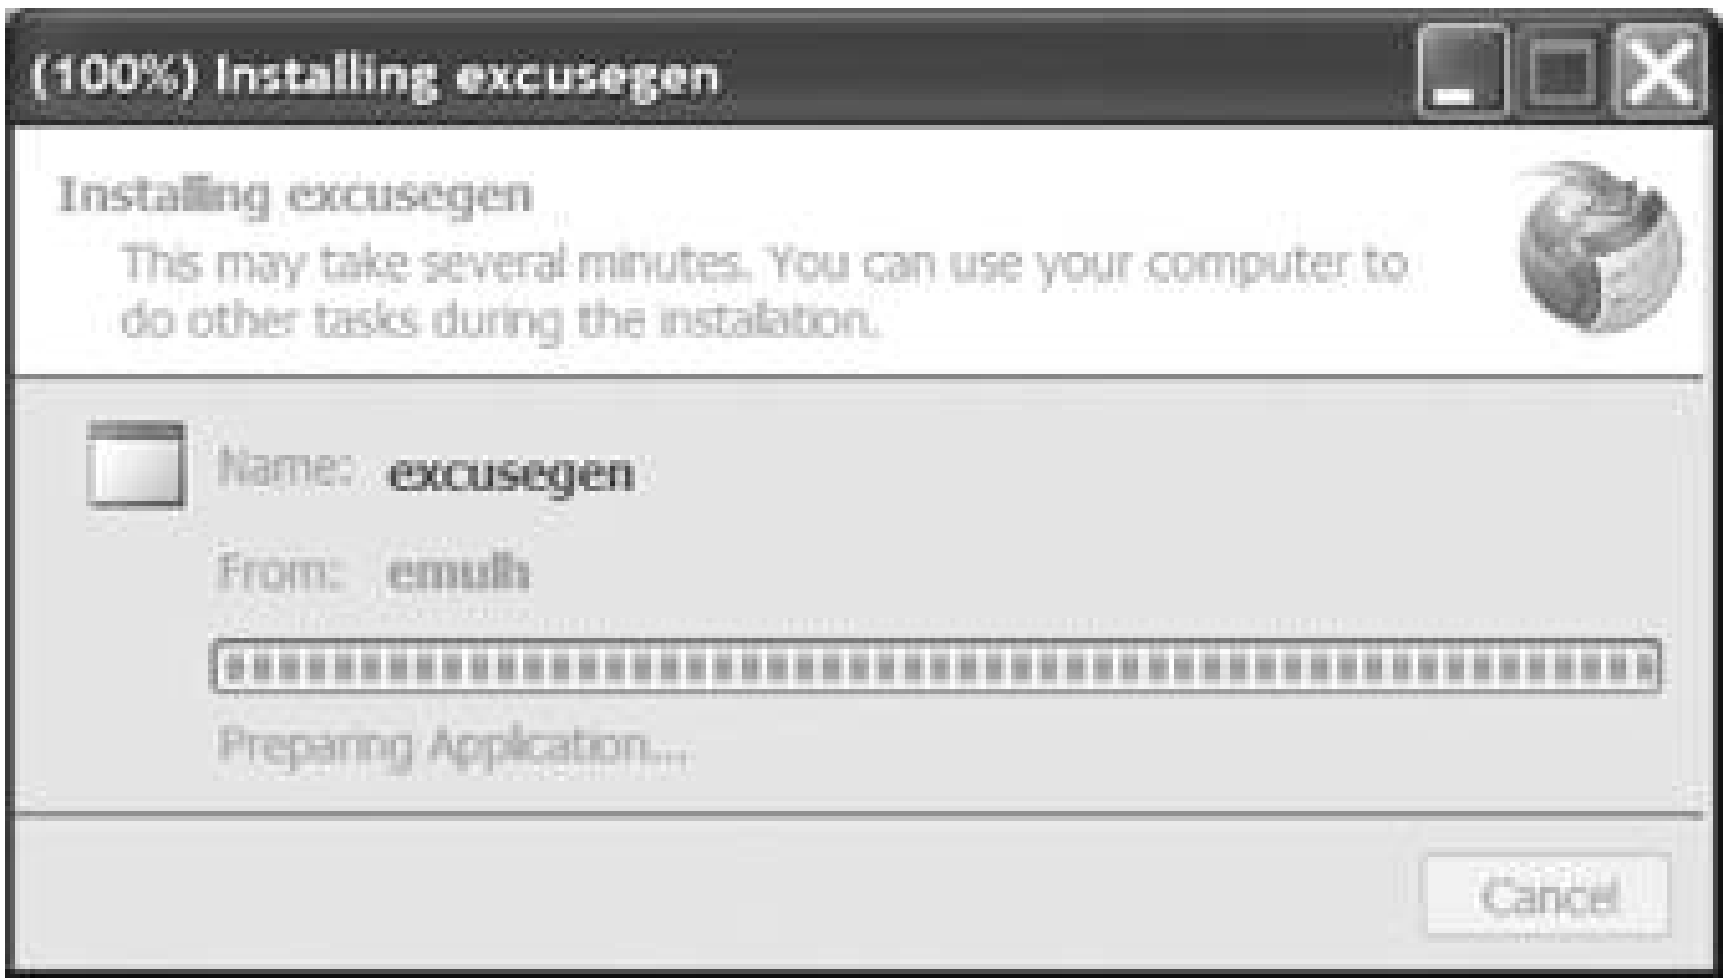 (100%) Installing excusegen
Installing excusegen
This may take several minutes. You can use your computer to
do other tasks during the installation.
Name: excusegen
From: emulh
Preparing Application...
Cancel